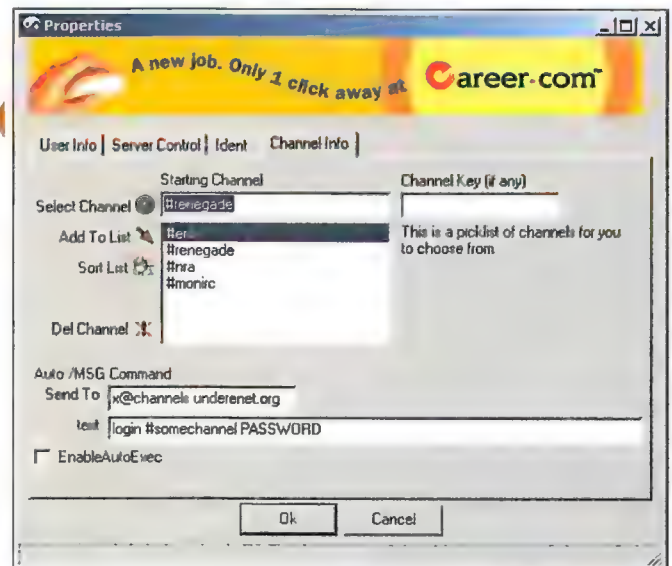 Properties
A new job. Only 1 click away at Career.com™
User Info Server Control Ident Channel Info
Starting Channel
Channel Key (if any)
Select Channel
#renegade
Add To List
#er
#renegade
#nra
#monirc
This is a picklist of channels for you
to choose from
Sort List
Del Channel
Auto /MSG Command
Send To x@channels.underenet.org
text login #somechannel PASSWORD
EnableAutoExec
Ok Cancel